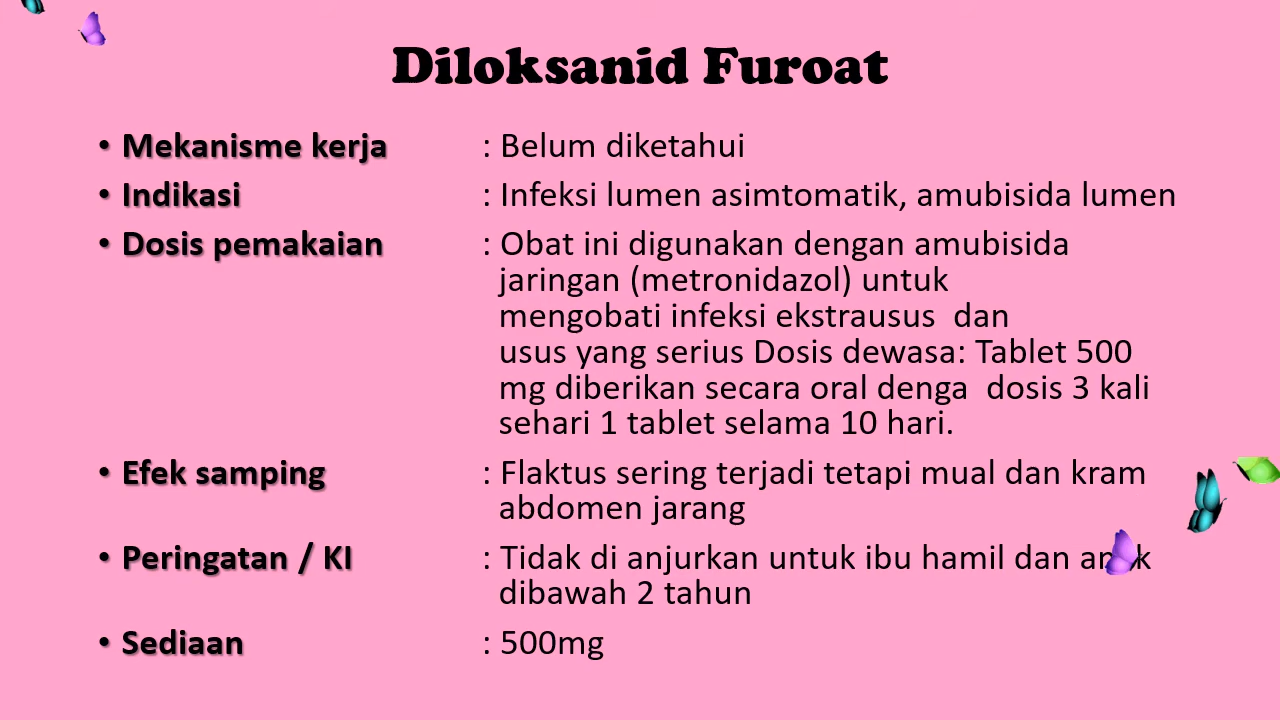 Diloksanid Furoat
• Mekanisme kerja : Belum diketahui
• Indikasi : Infeksi lumen asimtomatik, amubisida lumen
• Dosis pemakaian : Obat ini digunakan dengan amubisida
jaringan (metronidazol) untuk
mengobati infeksi ekstrausus dan
usus yang serius Dosis dewasa: Tablet 500
mg diberikan secara oral denga dosis 3 kali
sehari 1 tablet selama 10 hari.
• Efek samping : Flaktus sering terjadi tetapi mual dan kram
abdomen jarang
• Peringatan / KI : Tidak di anjurkan untuk ibu hamil dan
dibawah 2 tahun
• Sediaan : 500mg